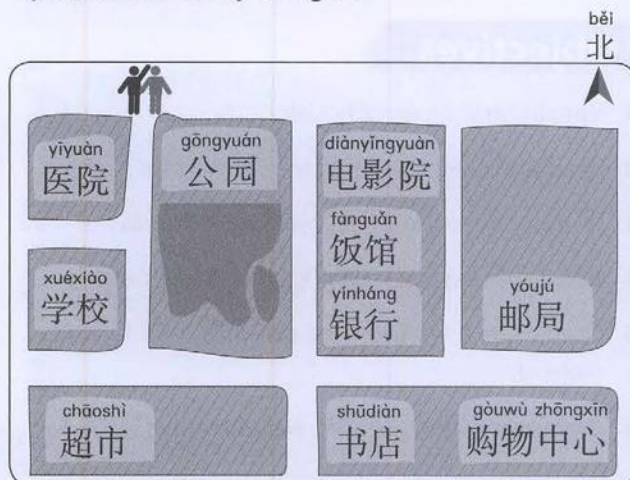 běi
北
yīyuàn
医院
gōngyuán
公园
diànyǐngyuàn
电影院
fànguǎn
饭馆
yínháng
银行
xuéxiào
学校
yóujú
邮局
chāoshì
超市
shūdiàn
书店
gòuwù zhōngxīn
购物中心